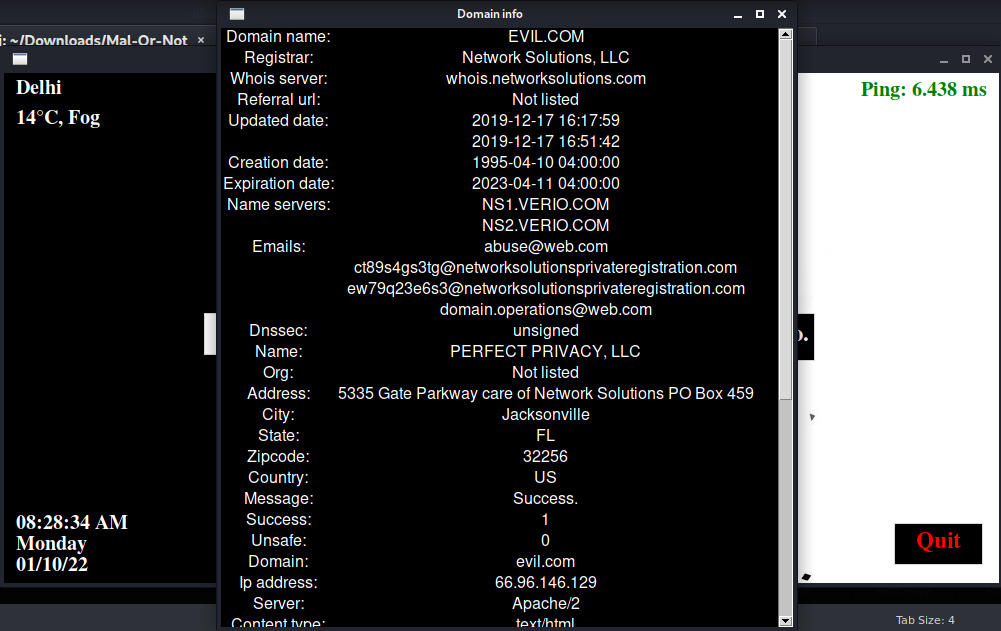 Domain info
j: ~/Downloads/Mal-Or-Not ×
Delhi
14°C, Fog
Ping: 6.438 ms
Domain name: EVIL.COM
Registrar: Network Solutions, LLC
Whois server: whois.networksolutions.com
Referral url: Not listed
Updated date: 2019-12-17 16:17:59
2019-12-17 16:51:42
Creation date: 1995-04-10 04:00:00
Expiration date: 2023-04-11 04:00:00
Name servers: NS1.VERIO.COM
NS2.VERIO.COM
Emails: abuse@web.com
ct89s4gs3tg@networksolutionsprivateregistration.com
ew79q23e6s3@networksolutionsprivateregistration.com
domain.operations@web.com
Dnssec: unsigned
Name: PERFECT PRIVACY, LLC
Org: Not listed
Address: 5335 Gate Parkway care of Network Solutions PO Box 459
City: Jacksonville
State: FL
Zipcode: 32256
Country: US
Message: Success.
Success: 1
Unsafe: 0
Domain: evil.com
Ip address: 66.96.146.129
Server: Apache/2
Content type: text/html
08:28:34 AM
Monday
01/10/22
Quit
Tab Size: 4